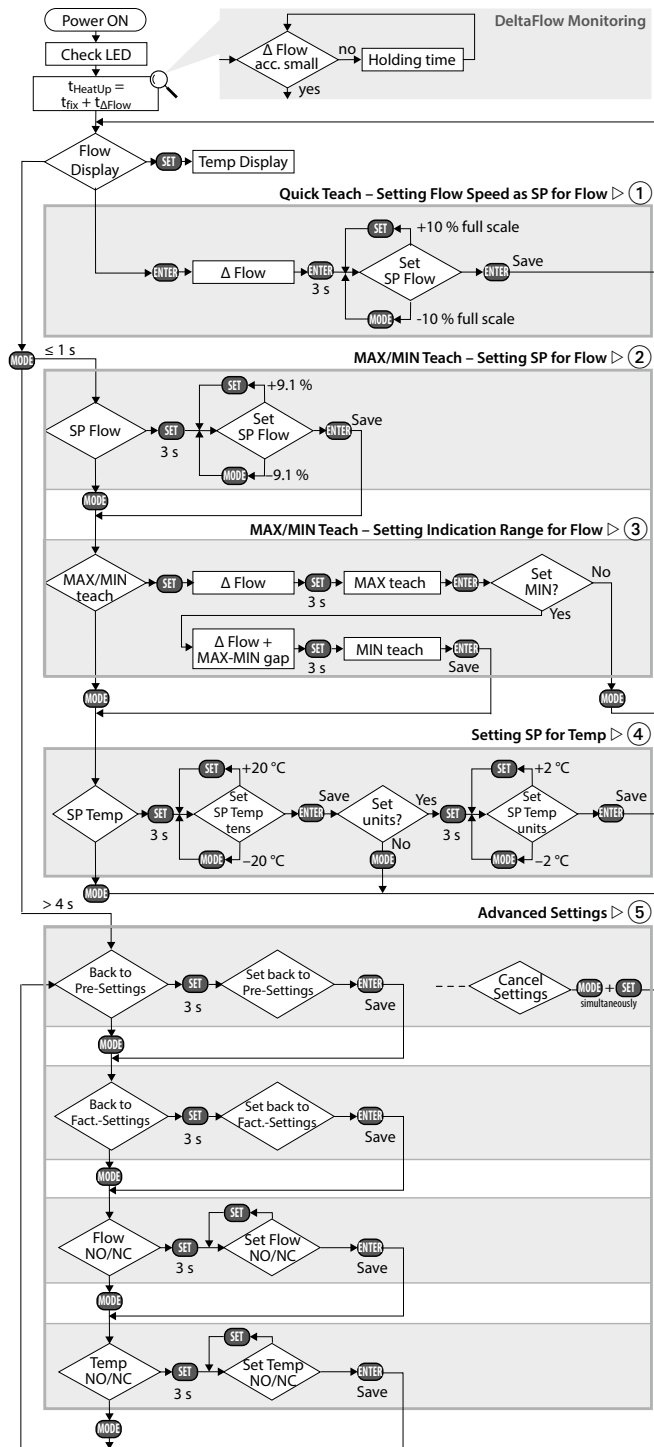 Power ON
DeltaFlow Monitoring
Check LED
Δ Flow
acc. small
no
Holding time
yes
tHeatUp =
tfix + tΔFlow
Flow
Display
SET
Temp Display
Quick Teach – Setting Flow Speed as SP for Flow ▷ 1
SET
+10 % full scale
ENTER
Δ Flow
ENTER
3 s
Set
SP Flow
ENTER
Save
MODE
-10 % full scale
MODE
≤ 1 s
MAX/MIN Teach – Setting SP for Flow ▷ 2
SET
+9.1 %
SP Flow
SET
3 s
Set
SP Flow
ENTER
Save
MODE
–9.1 %
MODE
MAX/MIN Teach – Setting Indication Range for Flow ▷ 3
MAX/MIN
teach
SET
Δ Flow
SET
3 s
MAX teach
ENTER
Set
MIN?
No
Yes
Δ Flow +
MAX-MIN gap
SET
3 s
MIN teach
ENTER
Save
MODE
MODE
Setting SP for Temp ▷ 4
SET
+20 °C
SET
+2 °C
SP Temp
SET
3 s
Set
SP Temp
tens
ENTER
Save
Set
units?
Yes
No
SET
3 s
Set
SP Temp
units
ENTER
Save
MODE
–20 °C
MODE
MODE
–2 °C
MODE
> 4 s
Advanced Settings ▷ 5
Back to
Pre-Settings
SET
3 s
Set back to
Pre-Settings
ENTER
Save
Cancel
Settings
MODE + SET
simultaneously
MODE
Back to
Fact.-Settings
SET
3 s
Set back to
Fact.-Settings
ENTER
Save
MODE
SET
Flow
NO/NC
SET
3 s
Set Flow
NO/NC
ENTER
Save
MODE
SET
Temp
NO/NC
SET
3 s
Set Temp
NO/NC
ENTER
Save
MODE